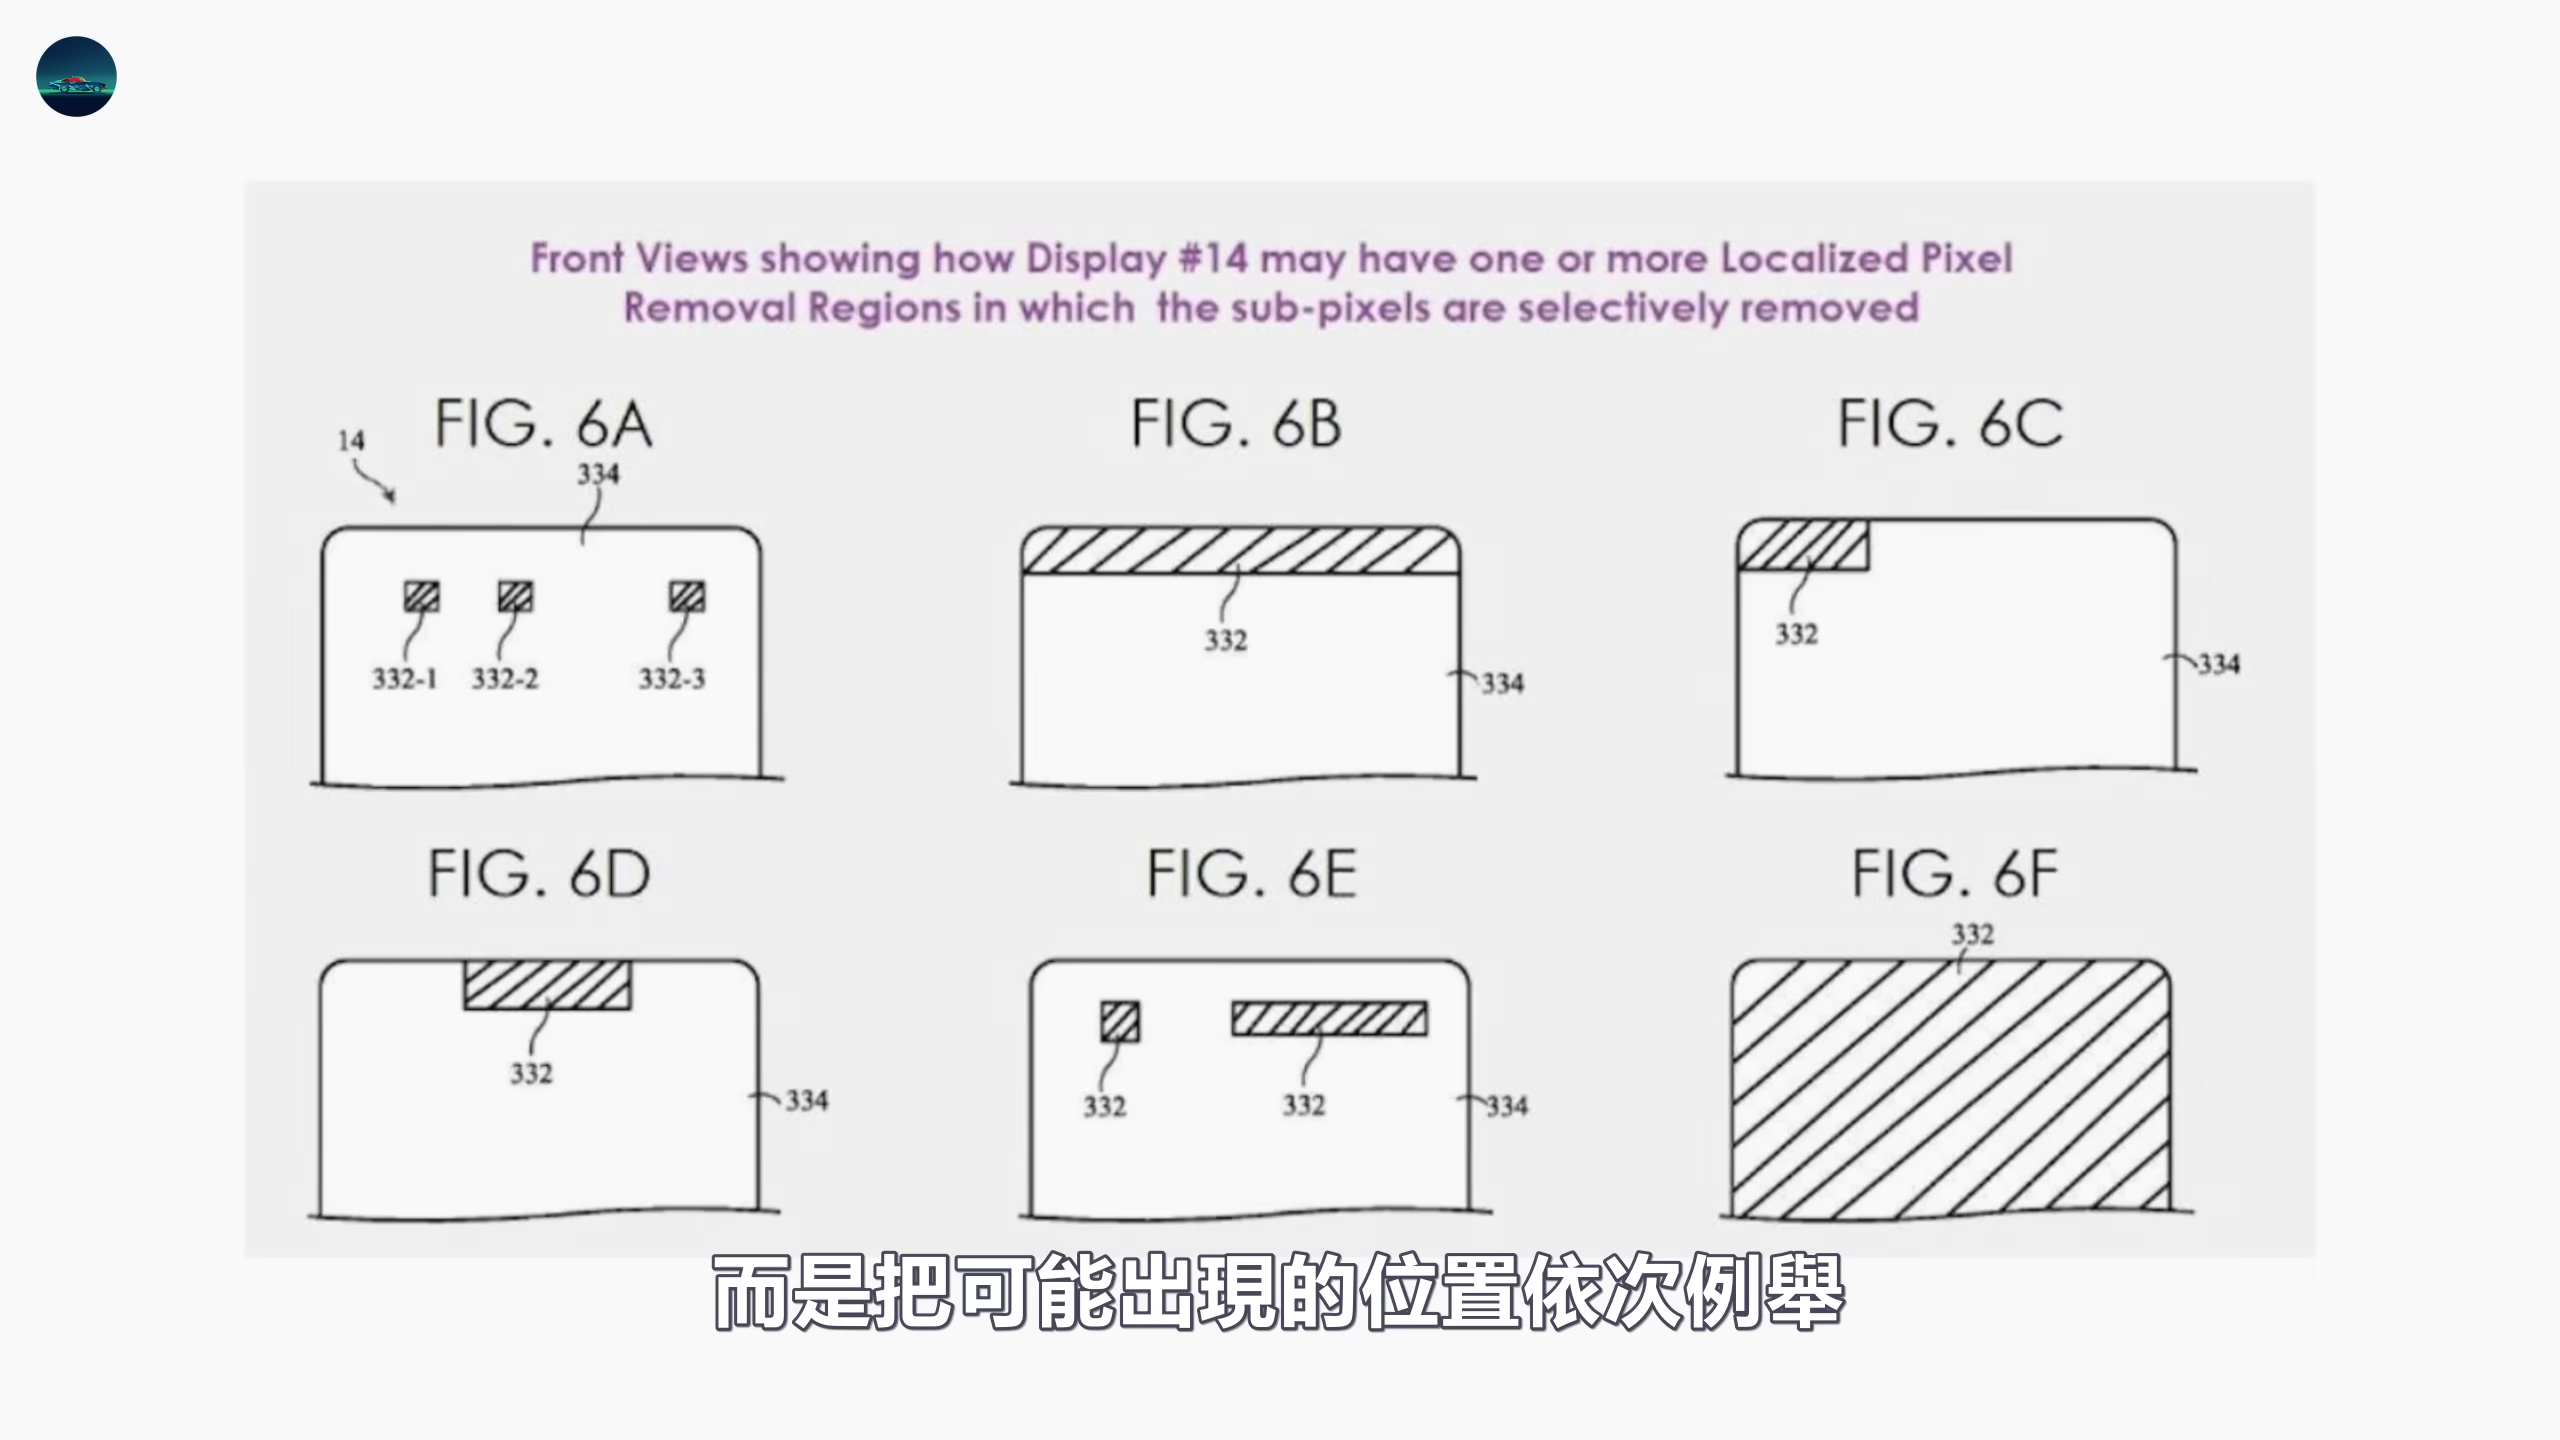 Front Views showing how Display #14 may have one or more Localized Pixel
Removal Regions in which the sub-pixels are selectively removed
FIG. 6A
FIG. 6B
FIG. 6C
14
334
332-1
332-2
332-3
332
334
332
334
FIG. 6D
FIG. 6E
FIG. 6F
332
334
332
332
334
332
而是把可能出現的位置依次例舉